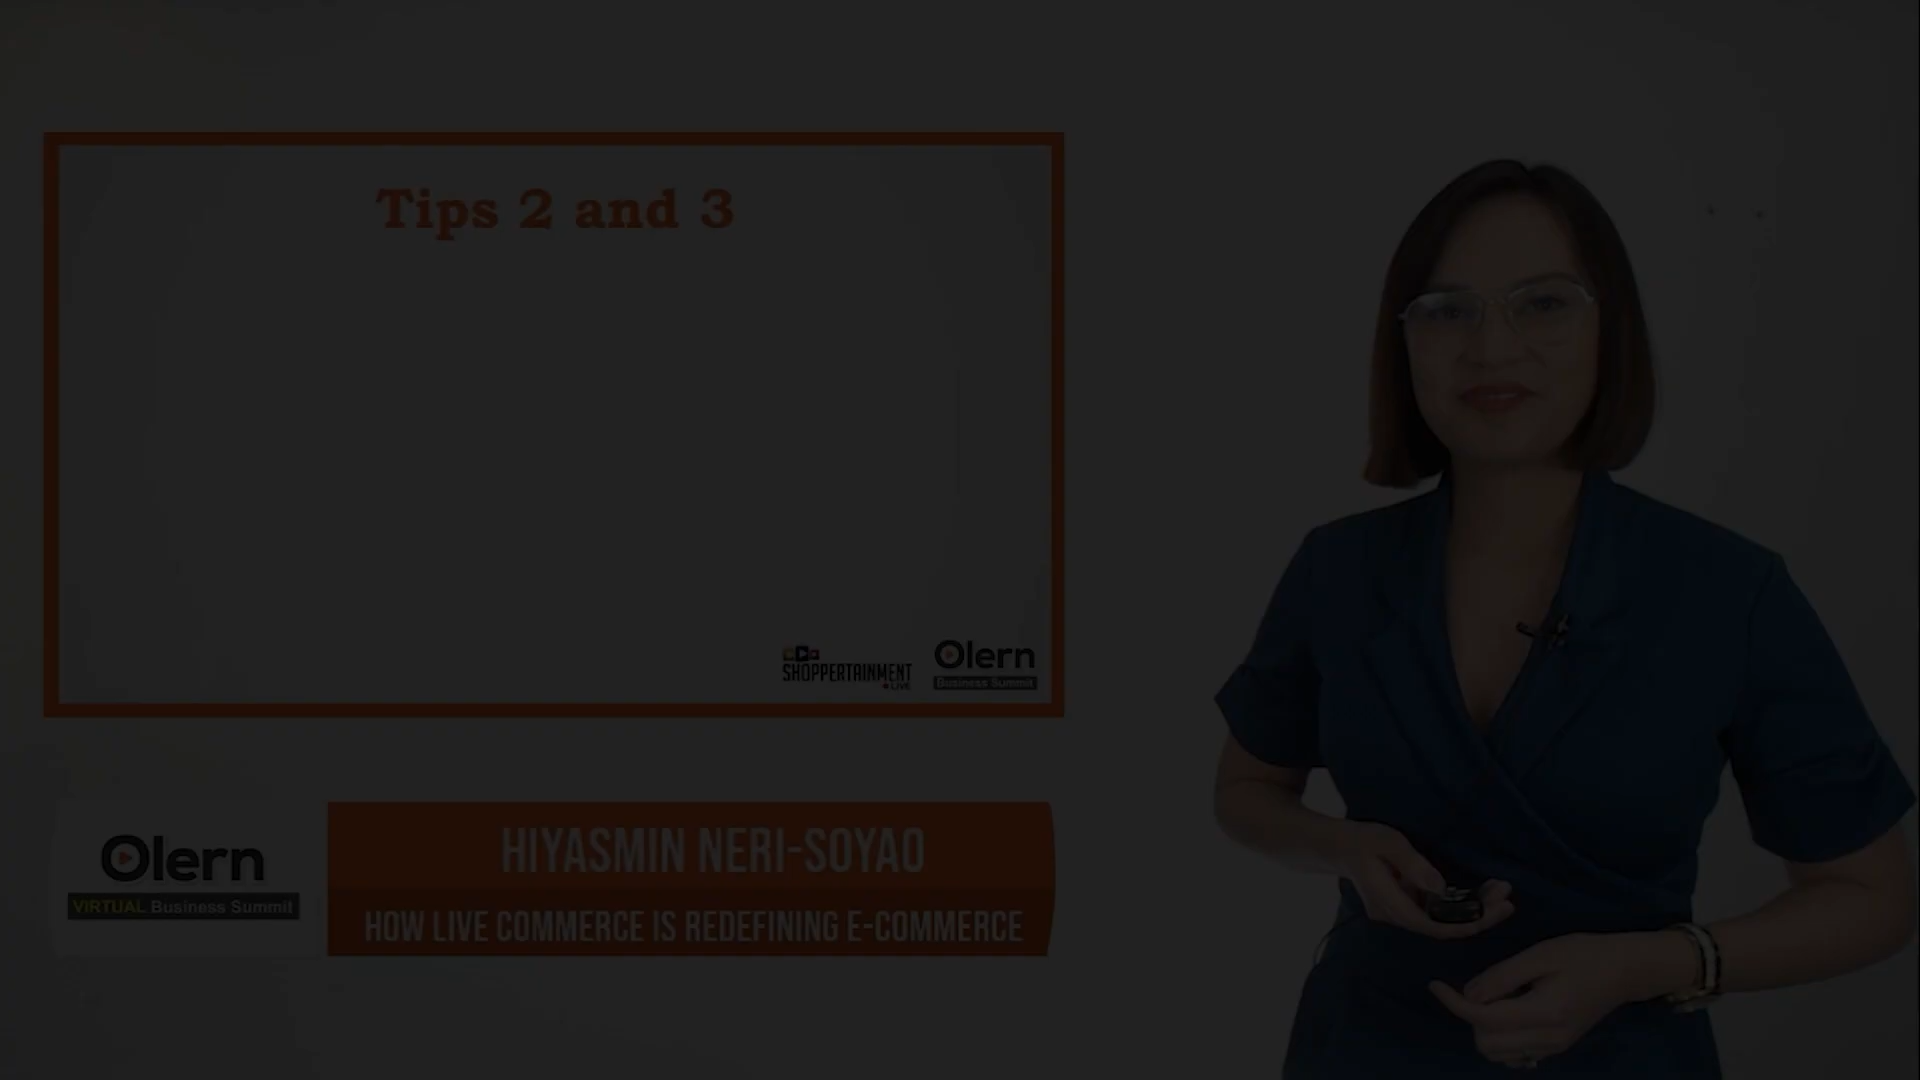 Tips 2 and 3
SHOPPERTAINMENT
LIVE
Olern
Business Summit
Olern
VIRTUAL Business Summit
HIYASMIN NERI-SOYAO
HOW LIVE COMMERCE IS REDEFINING E-COMMERCE